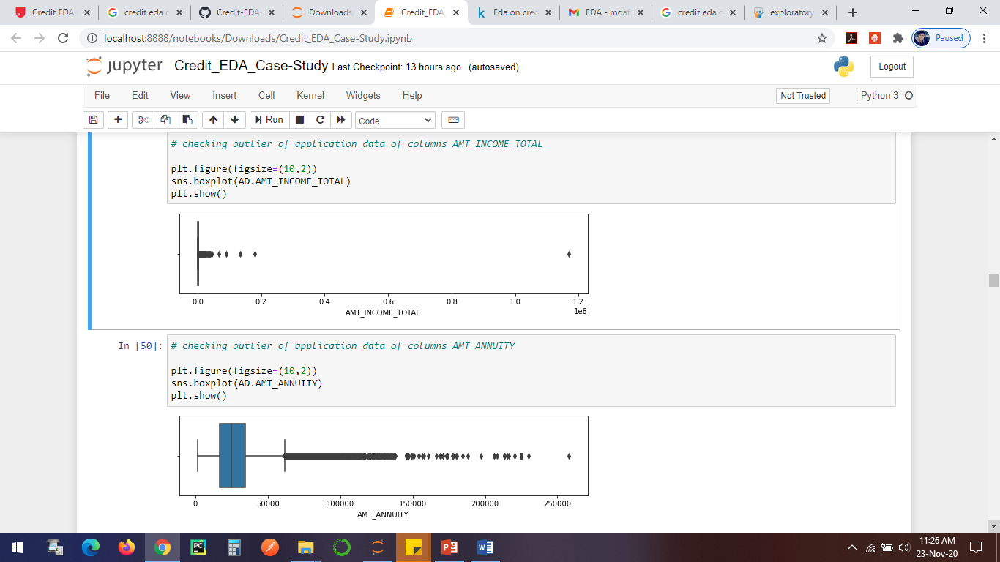 Credit EDA
credit eda c
Credit-EDA-
Downloads
Credit_EDA
Eda on cred
EDA - mdaf
credit eda c
exploratory
localhost:8888/notebooks/Downloads/Credit_EDA_Case-Study.ipynb
Paused
jupyter Credit_EDA_Case-Study Last Checkpoint: 13 hours ago (autosaved)
Logout
File Edit View Insert Cell Kernel Widgets Help
Not Trusted
Python 3
Run
Code
# checking outlier of application_data of columns AMT_INCOME_TOTAL
plt.figure(figsize=(10,2))
sns.boxplot(AD.AMT_INCOME_TOTAL)
plt.show()
0.0 0.2 0.4 0.6 0.8 1.0 1.2
1e8
AMT_INCOME_TOTAL
In [50]:
# checking outlier of application_data of columns AMT_ANNUITY
plt.figure(figsize=(10,2))
sns.boxplot(AD.AMT_ANNUITY)
plt.show()
0 50000 100000 150000 200000 250000
AMT_ANNUITY
11:26 AM
23-Nov-20